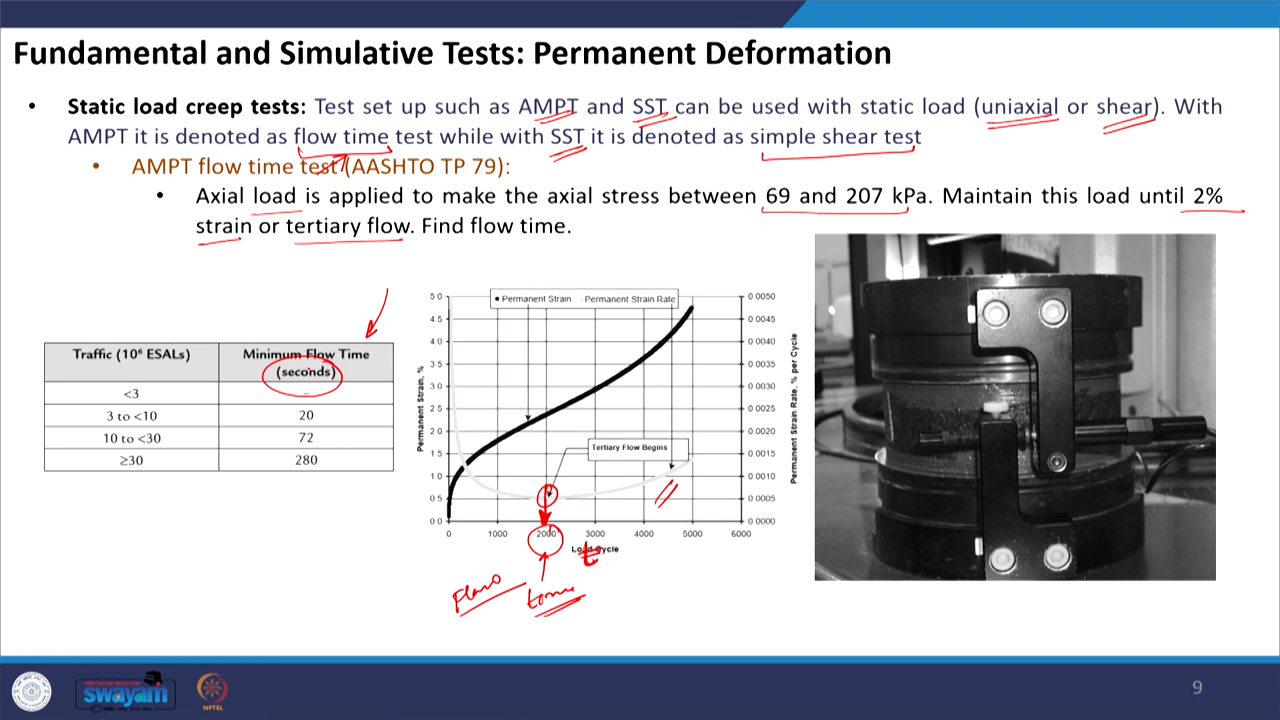 Fundamental and Simulative Tests: Permanent Deformation
• Static load creep tests: Test set up such as AMPT and SST can be used with static load (uniaxial or shear). With
AMPT it is denoted as flow time test while with SST it is denoted as simple shear test
• AMPT flow time test (AASHTO TP 79):
• Axial load is applied to make the axial stress between 69 and 207 kPa. Maintain this load until 2%
strain or tertiary flow. Find flow time.
Traffic (10⁶ ESALs) Minimum Flow Time
(seconds)
<3 –
3 to <10 20
10 to <30 72
≥30 280
Permanent Strain Permanent Strain Rate
5 0 0 0050
4 5 0 0045
4 0 0 0040
3 5 0 0035
3 0 0 0030
2 5 0 0025
2 0 0 0020
1 5 0 0015
1 0 0 0010
0 5 0 0005
0 0 0 0000
Permanent Strain, %
Permanent Strain Rate, % per Cycle
Tertiary Flow Begins
0 1000 2000 3000 4000 5000 6000
Load Cycle
t
Flow time
swayam
NPTEL
9